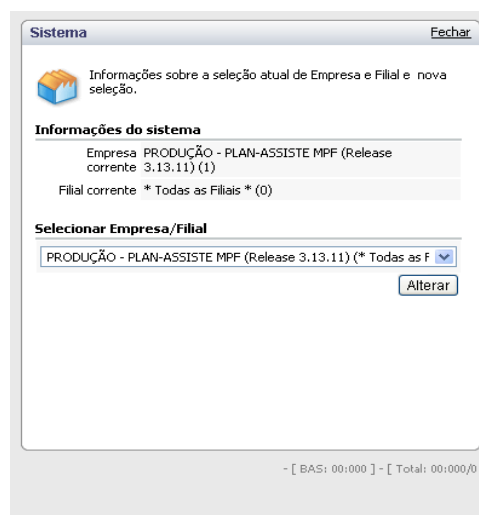 Sistema Fechar
Informações sobre a seleção atual de Empresa e Filial e nova
seleção.
Informações do sistema
Empresa PRODUÇÃO - PLAN-ASSISTE MPF (Release
corrente 3.13.11) (1)
Filial corrente * Todas as Filiais * (0)
Selecionar Empresa/Filial
PRODUÇÃO - PLAN-ASSISTE MPF (Release 3.13.11) (* Todas as F
Alterar
- [ BAS: 00:000 ] - [ Total: 00:000/0